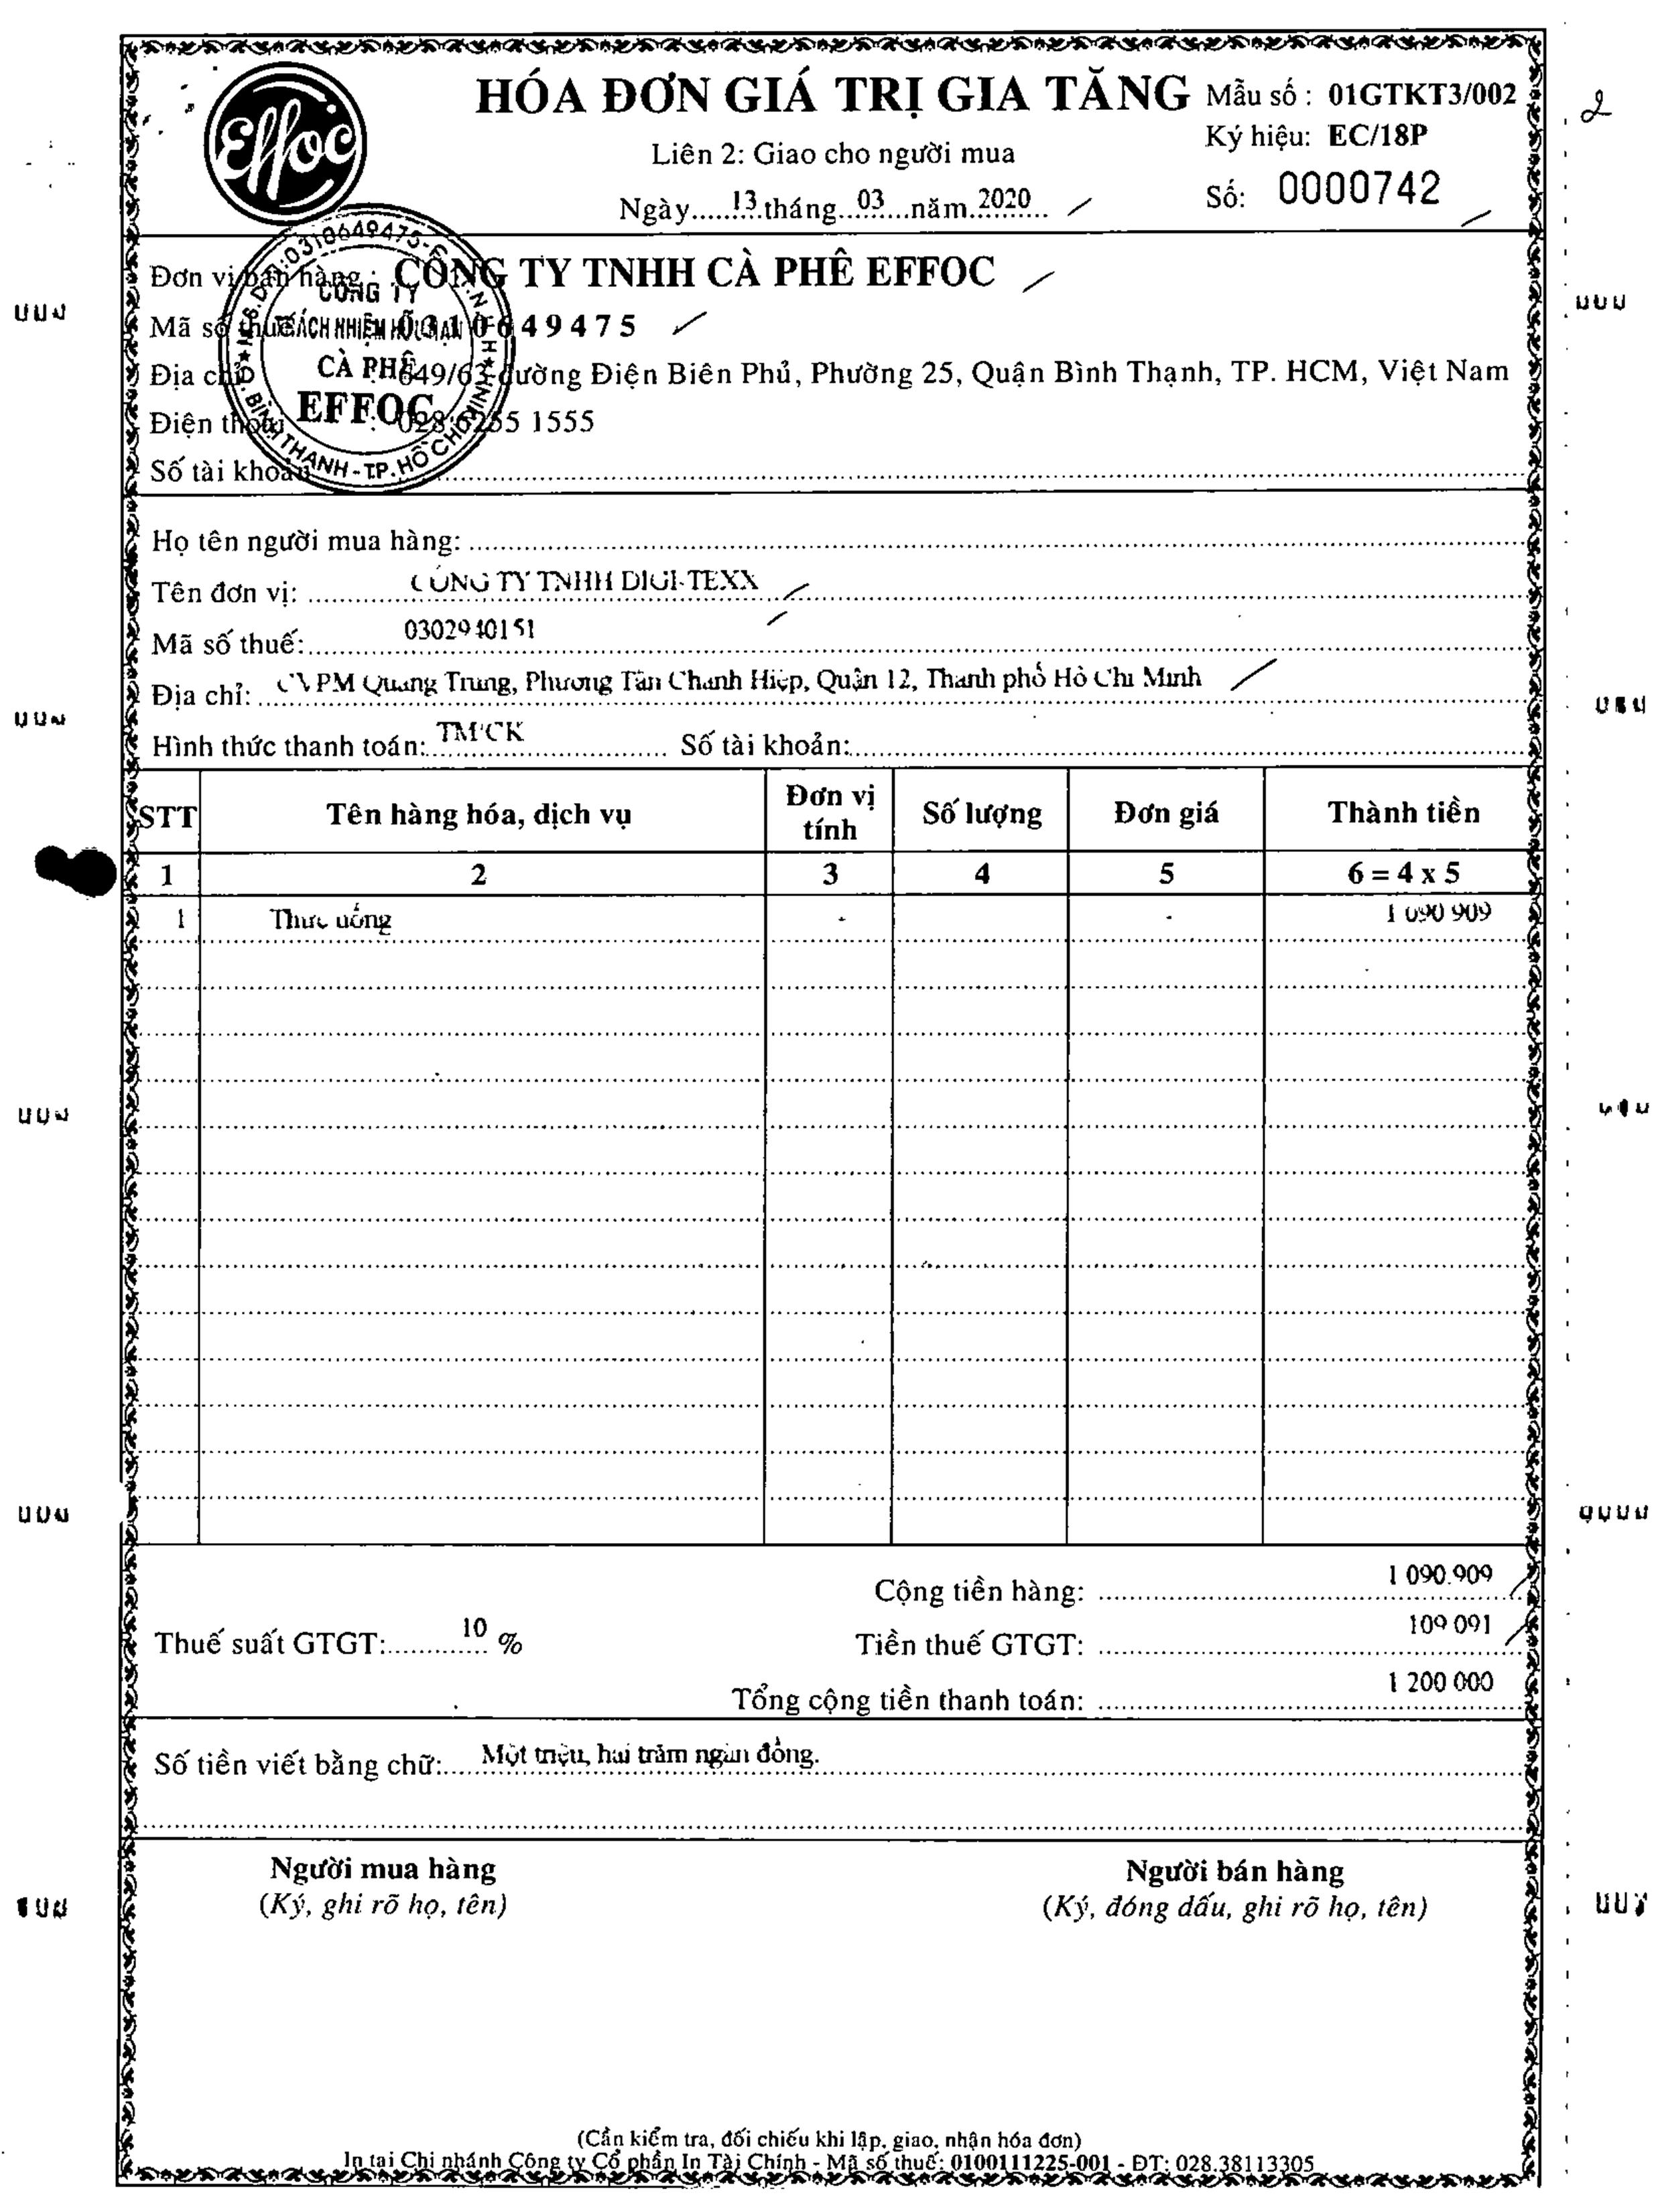 Effoc
HÓA ĐƠN GIÁ TRỊ GIA TĂNG
Mẫu số : 01GTKT3/002
2
Liên 2: Giao cho người mua
Ký hiệu: EC/18P
Ngày......13.tháng...03...năm..2020...
Số: 0000742
Đơn vị bán hàng : CÔNG TY TNHH CÀ PHÊ EFFOC
Mã số thuế : 0310649475
Địa chỉ : 649/63 đường Điện Biên Phủ, Phường 25, Quận Bình Thạnh, TP. HCM, Việt Nam
Điện thoại : 028 6255 1555
Số tài khoản
M.S.D.N:0310649475-
CÔNG TY
TRÁCH NHIỆM HỮU HẠN
CÀ PHÊ
EFFOC
Q.BÌNH THẠNH-TP.HỒ CHÍ MINH
Họ tên người mua hàng:
Tên đơn vị: CÔNG TY TNHH DIGI-TEXX
Mã số thuế: 0302940151
Địa chỉ: CVPM Quang Trung, Phường Tân Chánh Hiệp, Quận 12, Thành phố Hồ Chí Minh
Hình thức thanh toán: TM/CK Số tài khoản:
STT Tên hàng hóa, dịch vụ Đơn vị tính Số lượng Đơn giá Thành tiền
1 2 3 4 5 6 = 4 x 5
1 Thức uống - - 1 090 909
Cộng tiền hàng: 1 090.909
Thuế suất GTGT: 10 % Tiền thuế GTGT: 109 091
Tổng cộng tiền thanh toán: 1 200 000
Số tiền viết bằng chữ: Một triệu, hai trăm ngàn đồng.
Người mua hàng Người bán hàng
(Ký, ghi rõ họ, tên) (Ký, đóng dấu, ghi rõ họ, tên)
(Cần kiểm tra, đối chiếu khi lập, giao, nhận hóa đơn)
In tại Chi nhánh Công ty Cổ phần In Tài Chính - Mã số thuế: 0100111225-001 - ĐT: 028.38113305